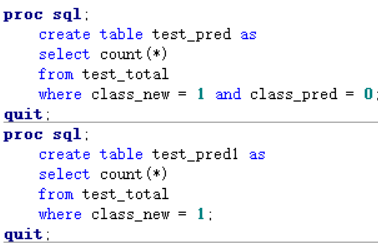 proc sql;
create table test_pred as
select count(*)
from test_total
where class_new = 1 and class_pred = 0;
quit;
proc sql;
create table test_pred1 as
select count(*)
from test_total
where class_new = 1;
quit;